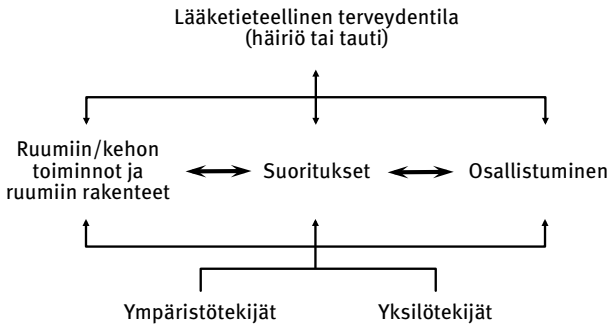 Lääketieteellinen terveydentila
(häiriö tai tauti)
Ruumiin/kehon
toiminnot ja
ruumiin rakenteet
Suoritukset
Osallistuminen
Ympäristötekijät
Yksilötekijät